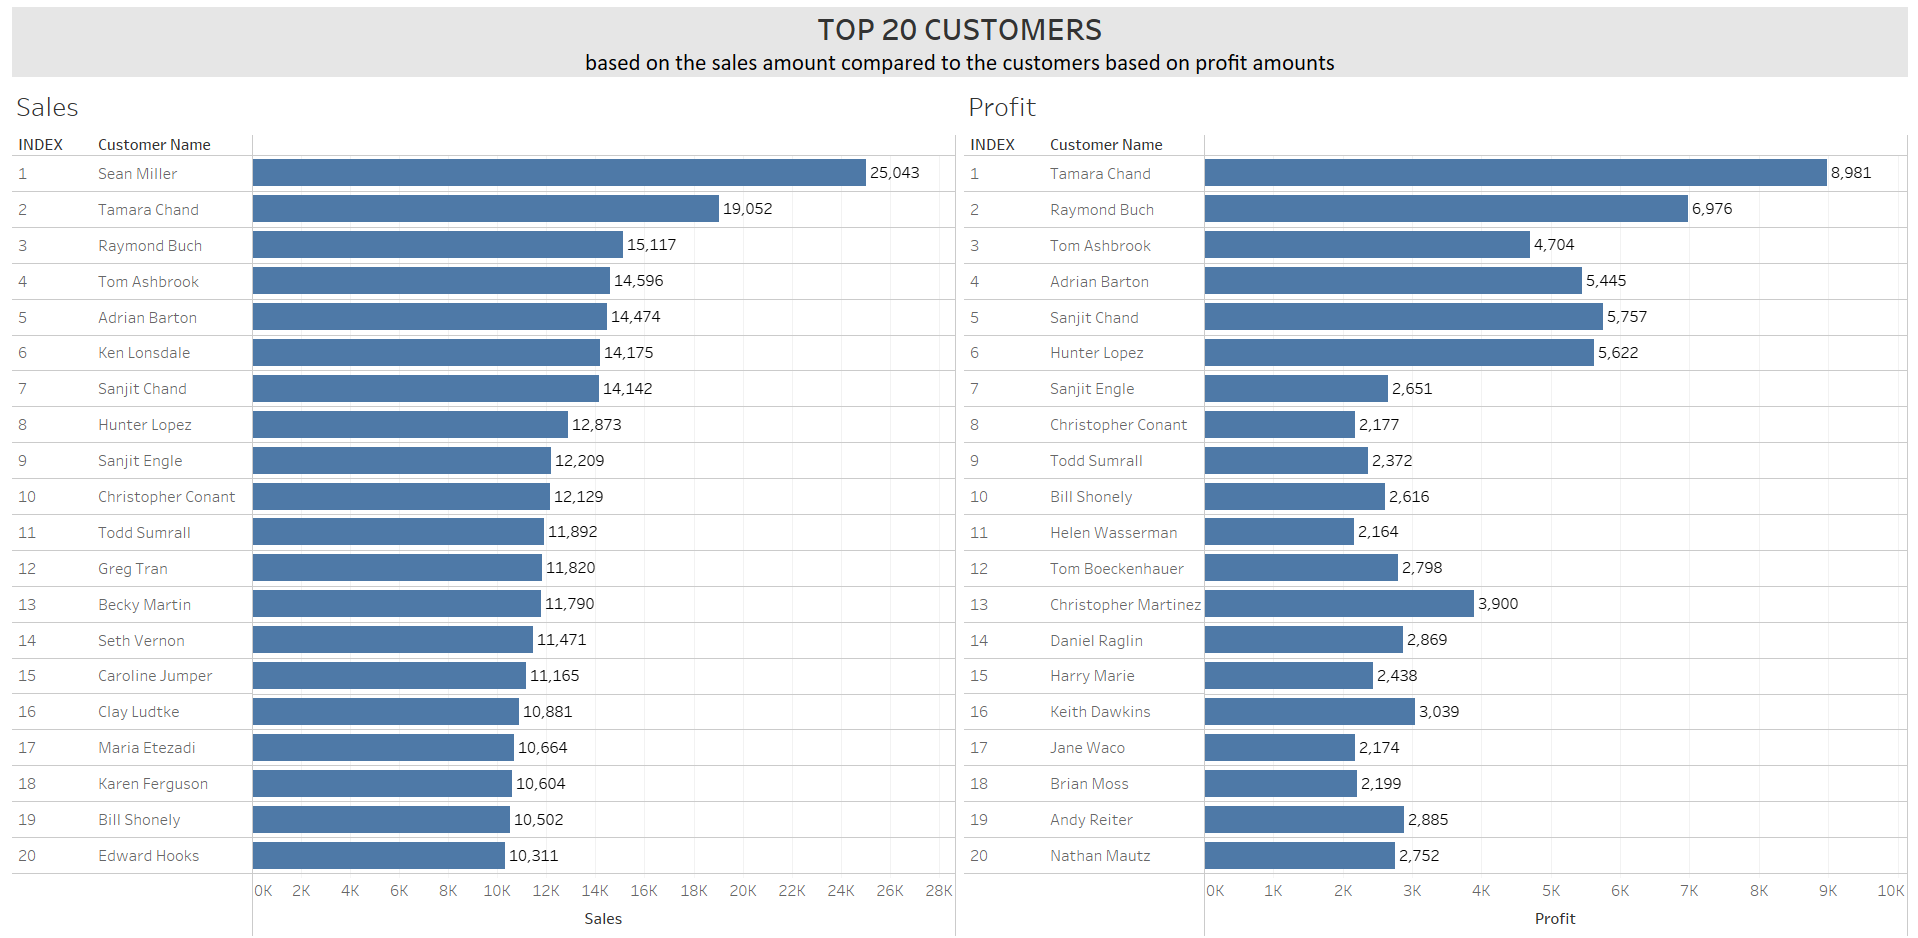 TOP 20 CUSTOMERS
based on the sales amount compared to the customers based on profit amounts
Sales
INDEX Customer Name
1 Sean Miller 25,043
2 Tamara Chand 19,052
3 Raymond Buch 15,117
4 Tom Ashbrook 14,596
5 Adrian Barton 14,474
6 Ken Lonsdale 14,175
7 Sanjit Chand 14,142
8 Hunter Lopez 12,873
9 Sanjit Engle 12,209
10 Christopher Conant 12,129
11 Todd Sumrall 11,892
12 Greg Tran 11,820
13 Becky Martin 11,790
14 Seth Vernon 11,471
15 Caroline Jumper 11,165
16 Clay Ludtke 10,881
17 Maria Etezadi 10,664
18 Karen Ferguson 10,604
19 Bill Shonely 10,502
20 Edward Hooks 10,311
0K 2K 4K 6K 8K 10K 12K 14K 16K 18K 20K 22K 24K 26K 28K
Sales
Profit
INDEX Customer Name
1 Tamara Chand 8,981
2 Raymond Buch 6,976
3 Tom Ashbrook 4,704
4 Adrian Barton 5,445
5 Sanjit Chand 5,757
6 Hunter Lopez 5,622
7 Sanjit Engle 2,651
8 Christopher Conant 2,177
9 Todd Sumrall 2,372
10 Bill Shonely 2,616
11 Helen Wasserman 2,164
12 Tom Boeckenhauer 2,798
13 Christopher Martinez 3,900
14 Daniel Raglin 2,869
15 Harry Marie 2,438
16 Keith Dawkins 3,039
17 Jane Waco 2,174
18 Brian Moss 2,199
19 Andy Reiter 2,885
20 Nathan Mautz 2,752
0K 1K 2K 3K 4K 5K 6K 7K 8K 9K 10K
Profit